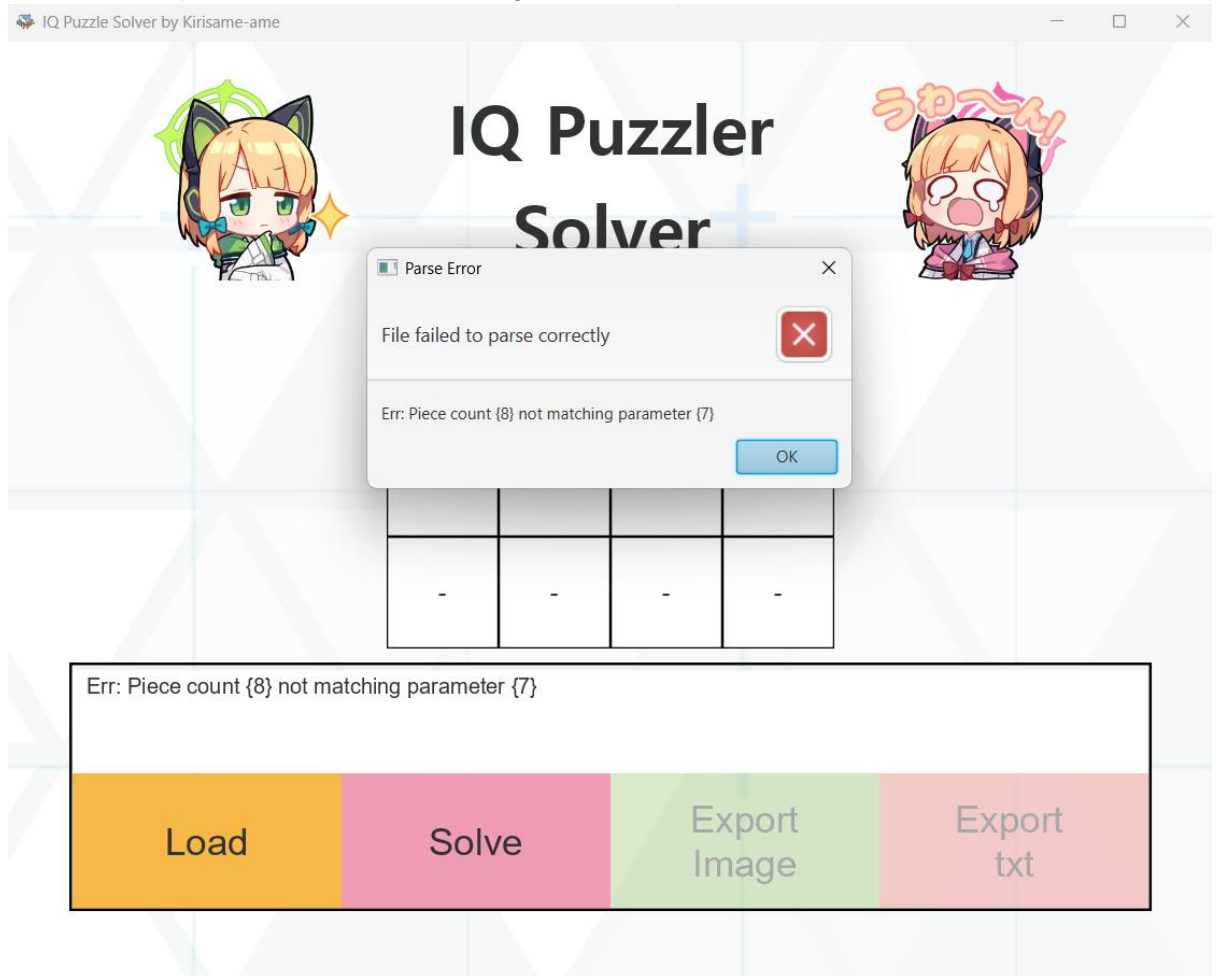 IQ Puzzle Solver by Kirisame-ame
IQ Puzzler
Solver
うわ〜ん!
Parse Error
File failed to parse correctly
Err: Piece count {8} not matching parameter {7}
OK
- - - -
Err: Piece count {8} not matching parameter {7}
Load
Solve
Export
Image
Export
txt